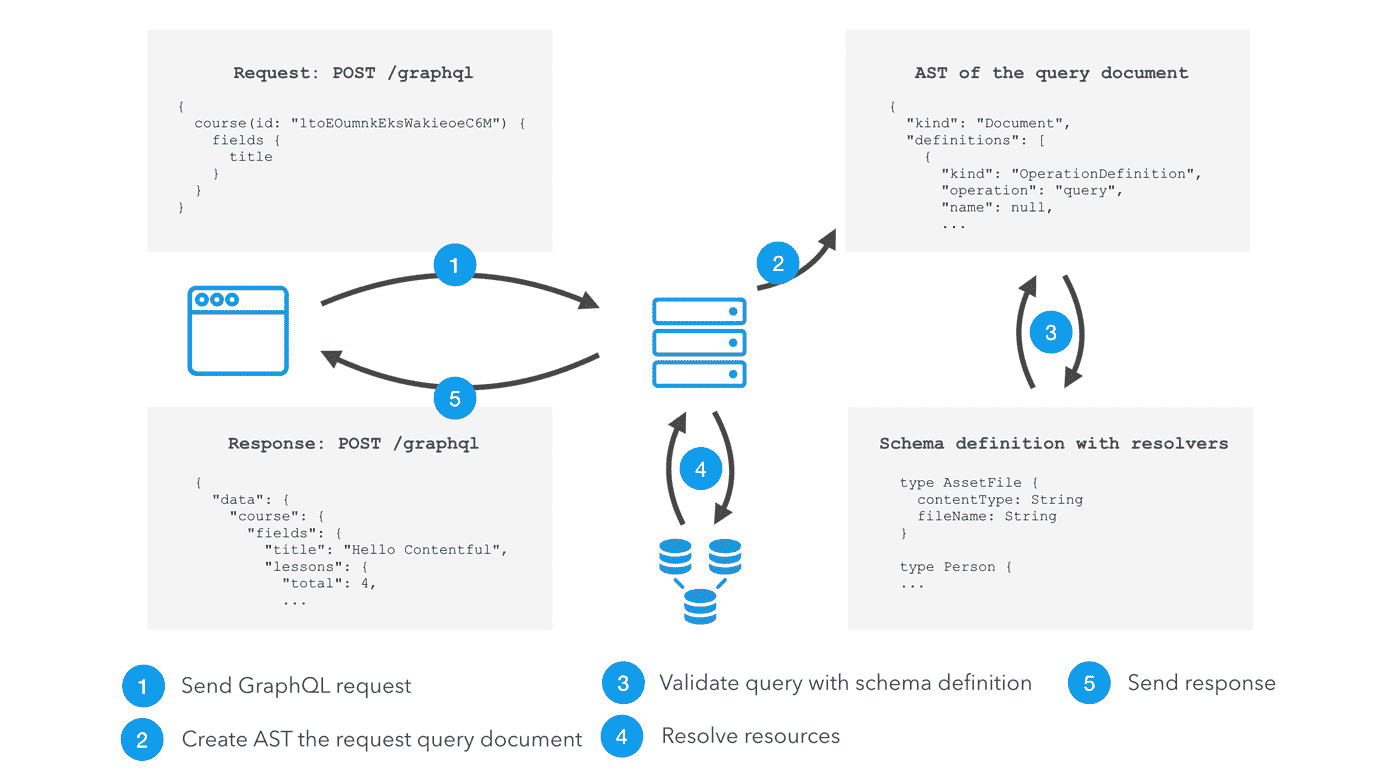 Request: POST /graphql
{
  course(id: "1toEOumnkEksWakieoeC6M") {
    fields {
      title
    }
  }
}
AST of the query document
{
  "kind": "Document",
  "definitions": [
    {
      "kind": "OperationDefinition",
      "operation": "query",
      "name": null,
      ...
1
2
3
5
4
Response: POST /graphql
{
  "data": {
    "course": {
      "fields": {
        "title": "Hello Contentful",
        "lessons": {
          "total": 4,
          ...
Schema definition with resolvers
type AssetFile {
  contentType: String
  fileName: String
}
type Person {
...
1 Send GraphQL request
2 Create AST the request query document
3 Validate query with schema definition
4 Resolve resources
5 Send response